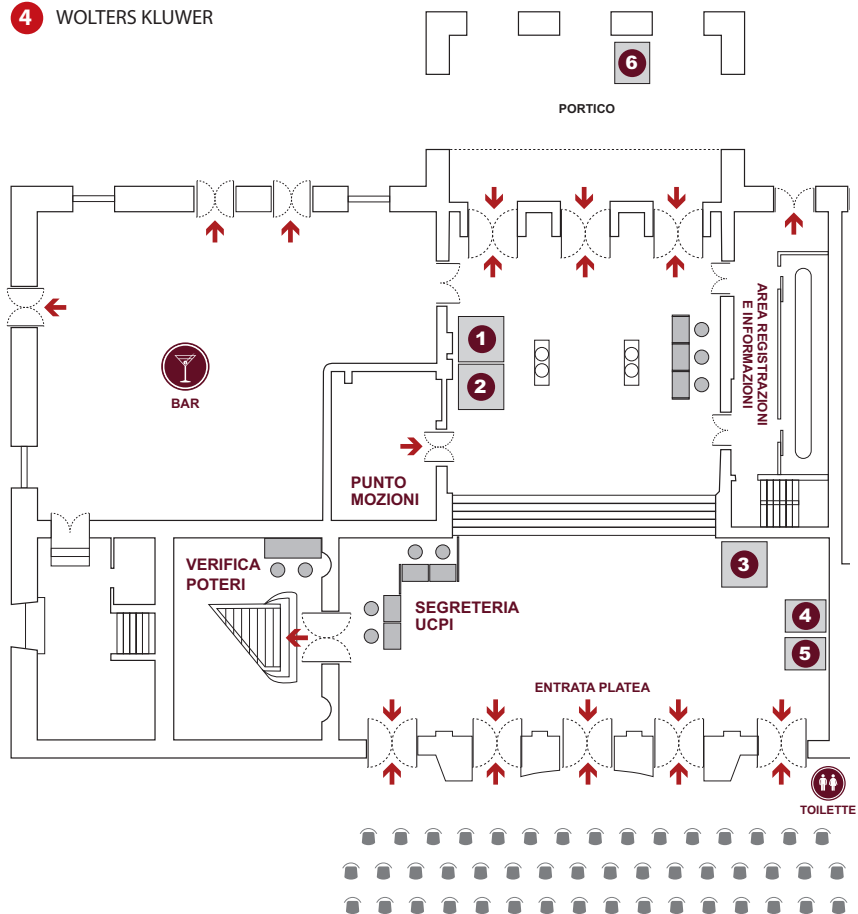 4 WOLTERS KLUWER
6
PORTICO
AREA REGISTRAZIONI
E INFORMAZIONI
1
2
BAR
PUNTO
MOZIONI
VERIFICA
POTERI
3
SEGRETERIA
UCPI
4
5
ENTRATA PLATEA
TOILETTE